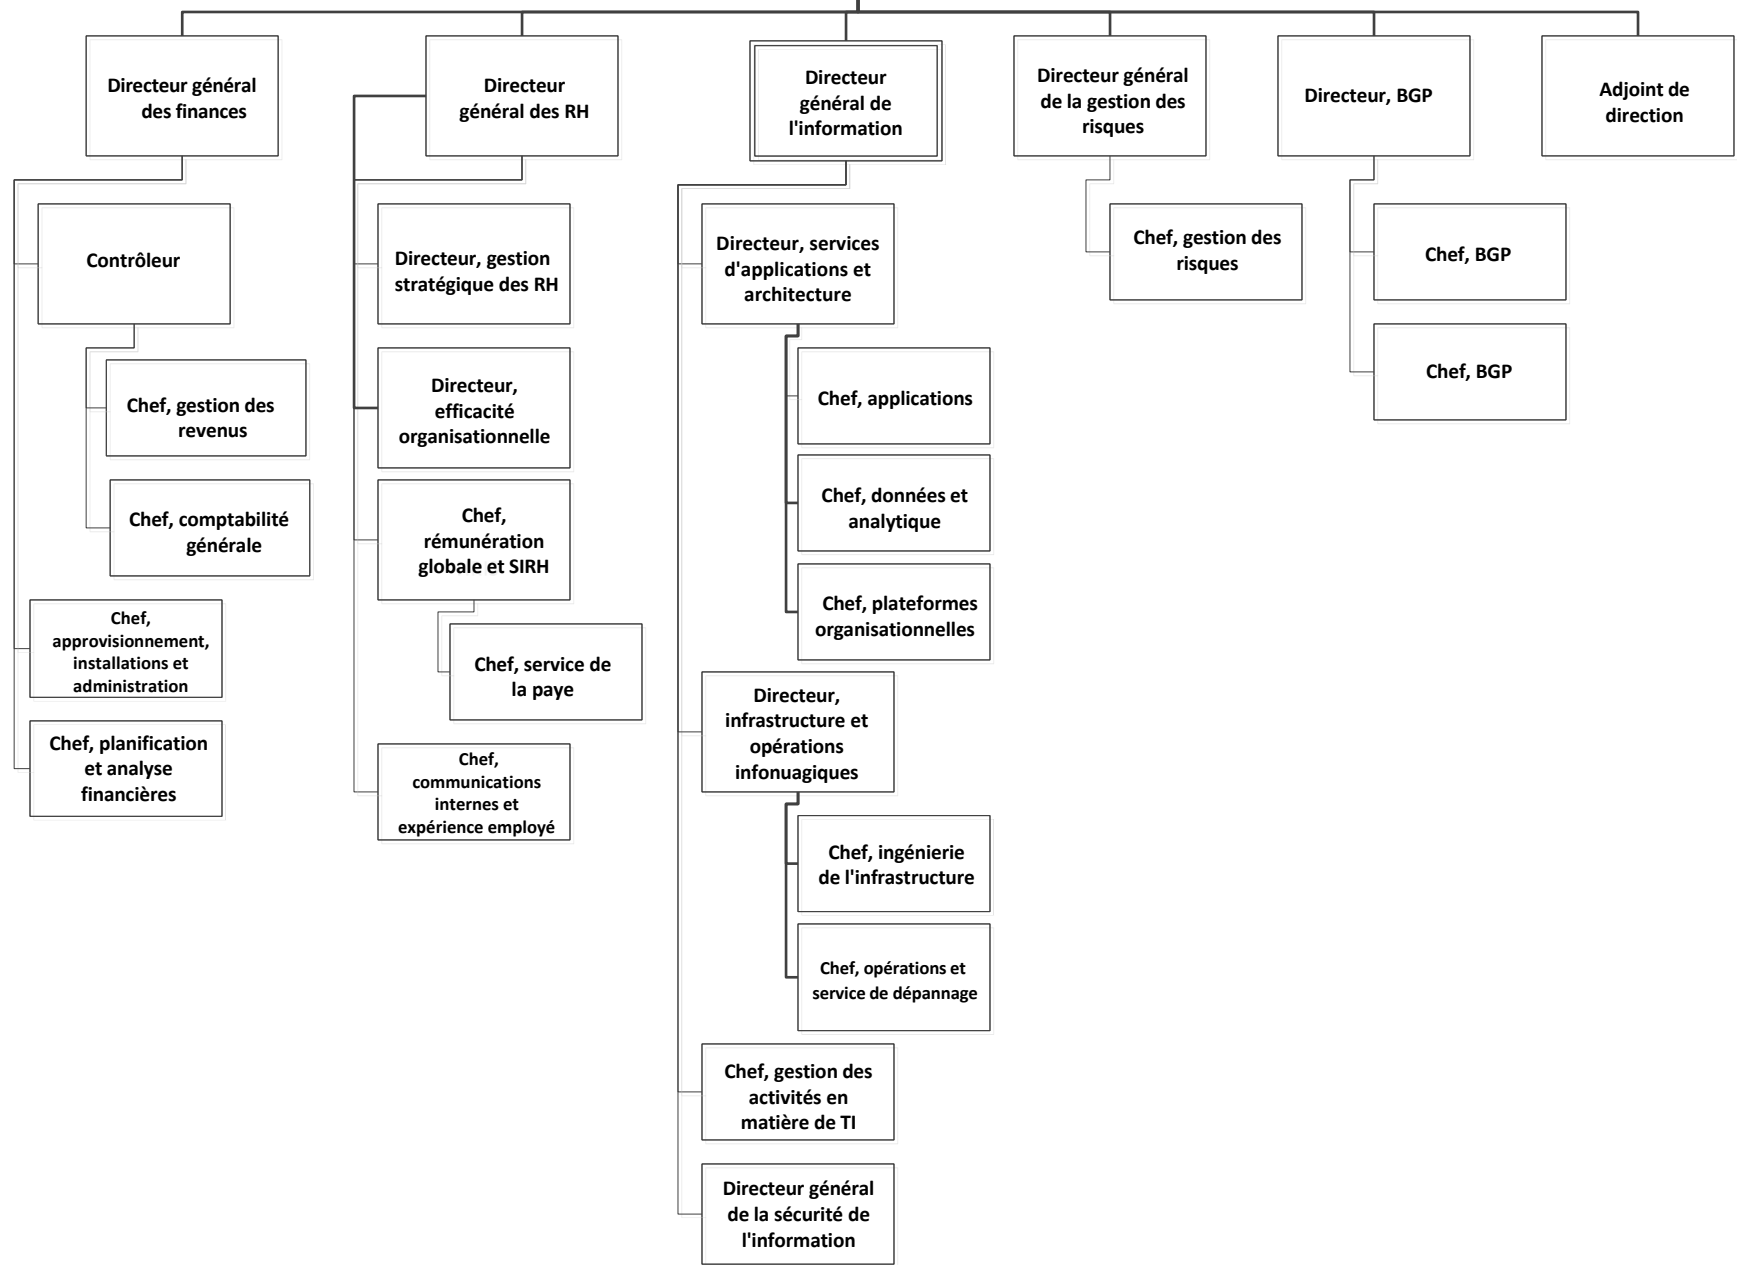 Directeur général
des finances
Directeur
général des RH
Directeur
général de
l'information
Directeur général
de la gestion des
risques
Directeur, BGP
Adjoint de
direction
Contrôleur
Chef, gestion des
revenus
Chef, comptabilité
générale
Chef,
approvisionnement,
installations et
administration
Chef, planification
et analyse
financières
Directeur, gestion
stratégique des RH
Directeur,
efficacité
organisationnelle
Chef,
rémunération
globale et SIRH
Chef, service de
la paye
Chef,
communications
internes et
expérience employé
Directeur, services
d'applications et
architecture
Chef, applications
Chef, données et
analytique
Chef, plateformes
organisationnelles
Directeur,
infrastructure et
opérations
infonuagiques
Chef, ingénierie
de l'infrastructure
Chef, opérations et
service de dépannage
Chef, gestion des
activités en
matière de TI
Directeur général
de la sécurité de
l'information
Chef, gestion des
risques
Chef, BGP
Chef, BGP